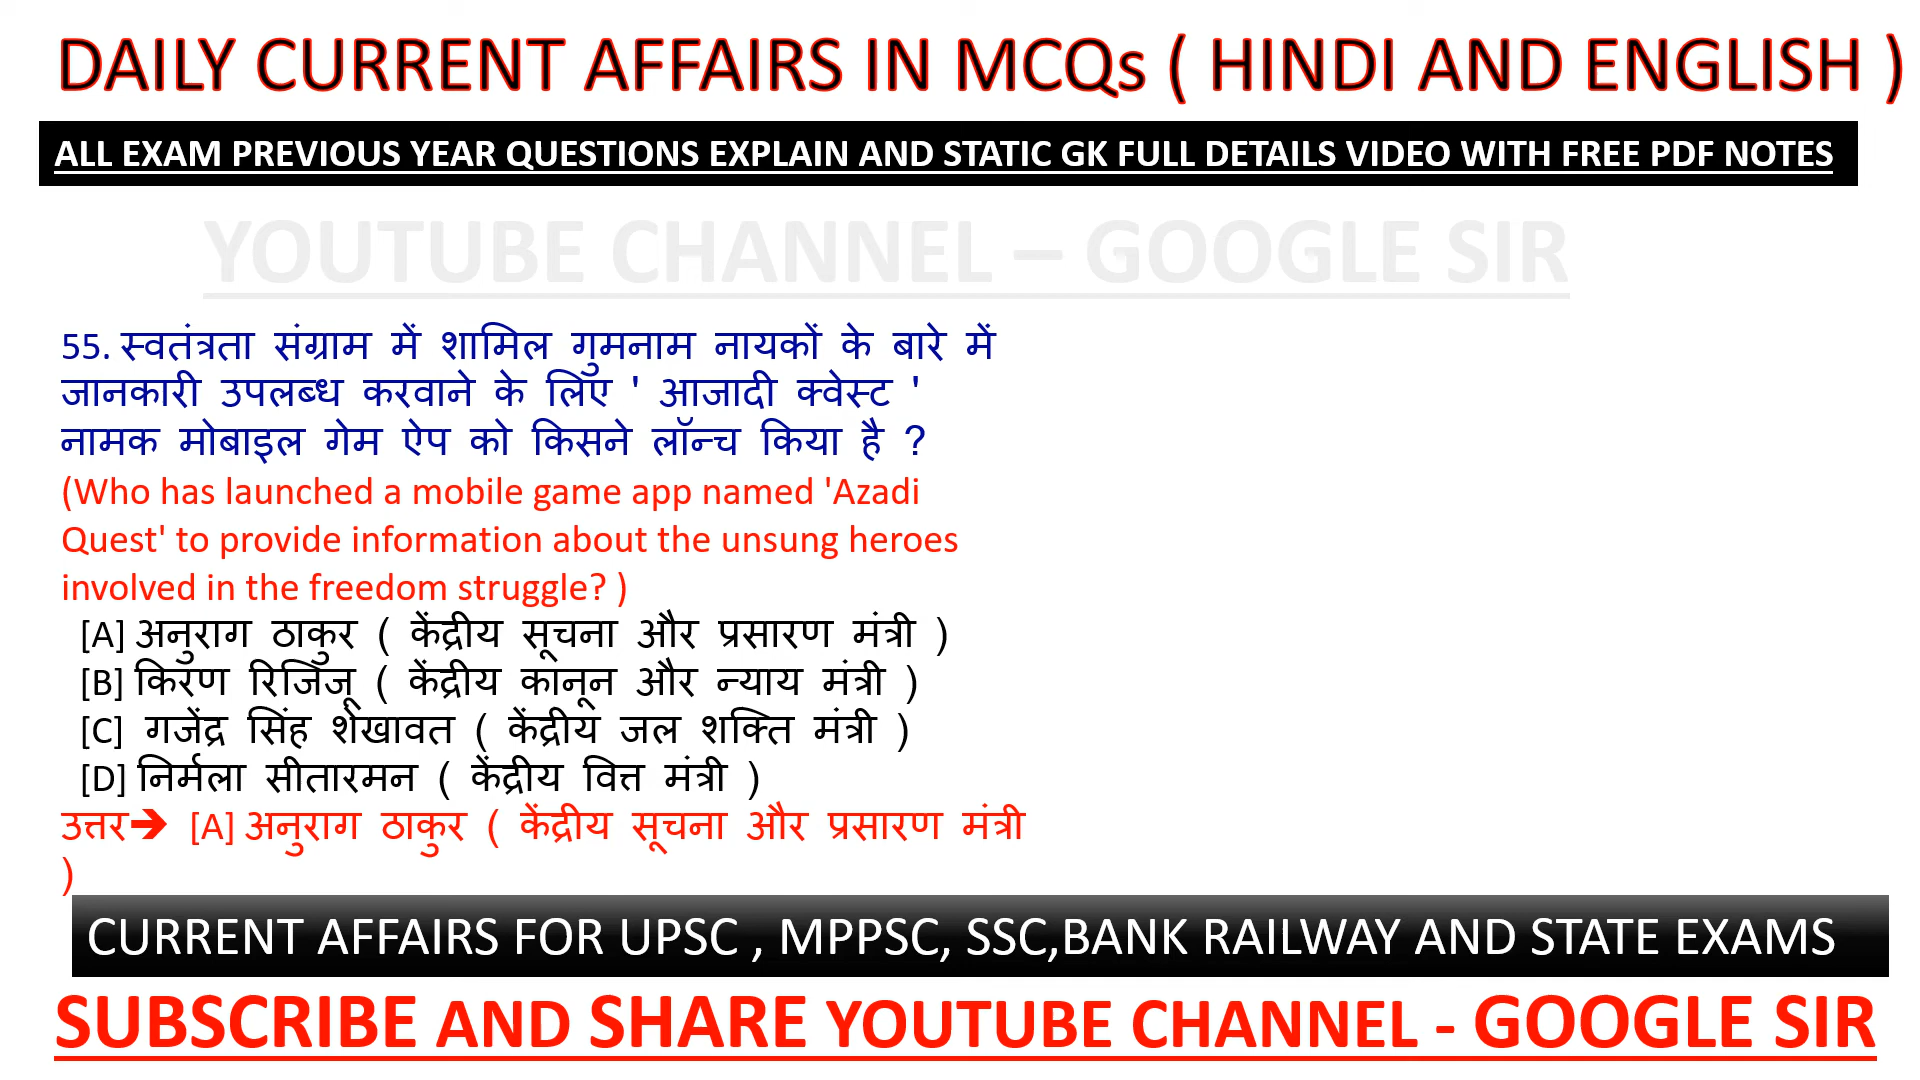 DAILY CURRENT AFFAIRS IN MCQs ( HINDI AND ENGLISH )
ALL EXAM PREVIOUS YEAR QUESTIONS EXPLAIN AND STATIC GK FULL DETAILS VIDEO WITH FREE PDF NOTES
YOUTUBE CHANNEL – GOOGLE SIR
55. स्वतंत्रता संग्राम में शामिल गुमनाम नायकों के बारे में
जानकारी उपलब्ध करवाने के लिए ' आजादी क्वेस्ट '
नामक मोबाइल गेम ऐप को किसने लॉन्च किया है ?
(Who has launched a mobile game app named 'Azadi
Quest' to provide information about the unsung heroes
involved in the freedom struggle? )
[A] अनुराग ठाकुर ( केंद्रीय सूचना और प्रसारण मंत्री )
[B] किरण रिजिजू ( केंद्रीय कानून और न्याय मंत्री )
[C] गजेंद्र सिंह शेखावत ( केंद्रीय जल शक्ति मंत्री )
[D] निर्मला सीतारमन ( केंद्रीय वित्त मंत्री )
उत्तर🡺 [A] अनुराग ठाकुर ( केंद्रीय सूचना और प्रसारण मंत्री
)
CURRENT AFFAIRS FOR UPSC , MPPSC, SSC,BANK RAILWAY AND STATE EXAMS
SUBSCRIBE AND SHARE YOUTUBE CHANNEL - GOOGLE SIR